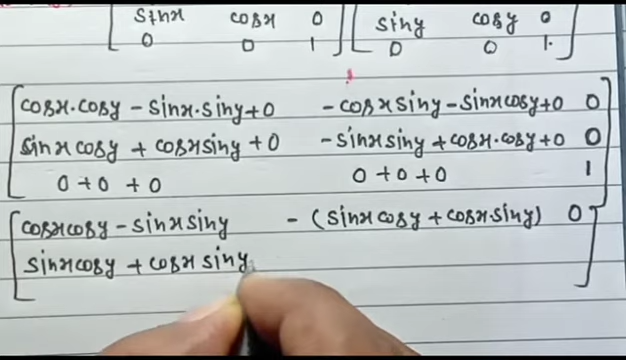 [ sinx cosx 0 ] [ siny cosy 0 ]
[ 0 0 1 ] [ 0 0 1. ]
[ cosx.cosy - sinx.siny+0 - cosx siny - sinx cosy+0 0 ]
[ sinx cosy + cosx siny + 0 - sinx siny + cosx.cosy+0 0 ]
[ 0 + 0 + 0 0 + 0 + 0 1 ]
[ cosx cosy - sinx siny - (sinx cosy + cosx.siny) 0 ]
[ sinx cosy + cosx siny ]